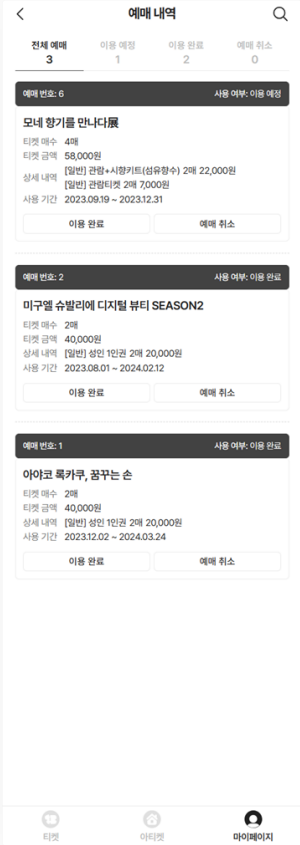 예매 내역
전체 예매 이용 예정 이용 완료 예매 취소
3 1 2 0
예매 번호: 6 사용 여부: 이용 예정
모네 향기를 만나다展
티켓 매수 4매
티켓 금액 58,000원
상세 내역 [일반] 관람+시향키트(섬유향수) 2매 22,000원
[일반] 관람티켓 2매 7,000원
사용 기간 2023.09.19 ~ 2023.12.31
이용 완료 예매 취소
예매 번호: 2 사용 여부: 이용 완료
미구엘 슈발리에 디지털 뷰티 SEASON2
티켓 매수 2매
티켓 금액 40,000원
상세 내역 [일반] 성인 1인권 2매 20,000원
사용 기간 2023.08.01 ~ 2024.02.12
이용 완료 예매 취소
예매 번호: 1 사용 여부: 이용 완료
아야코 록카쿠, 꿈꾸는 손
티켓 매수 2매
티켓 금액 40,000원
상세 내역 [일반] 성인 1인권 2매 20,000원
사용 기간 2023.12.02 ~ 2024.03.24
이용 완료 예매 취소
티켓 아티켓 마이페이지